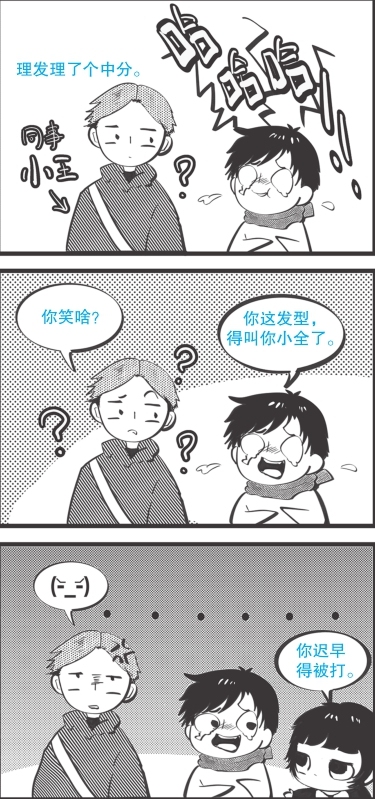 哈
哈
哈
理发理了个中分。
同事
小王
?
你笑啥?
你这发型,
得叫你小全了。
?
?
?
(=_=)
......
你迟早
得被打。